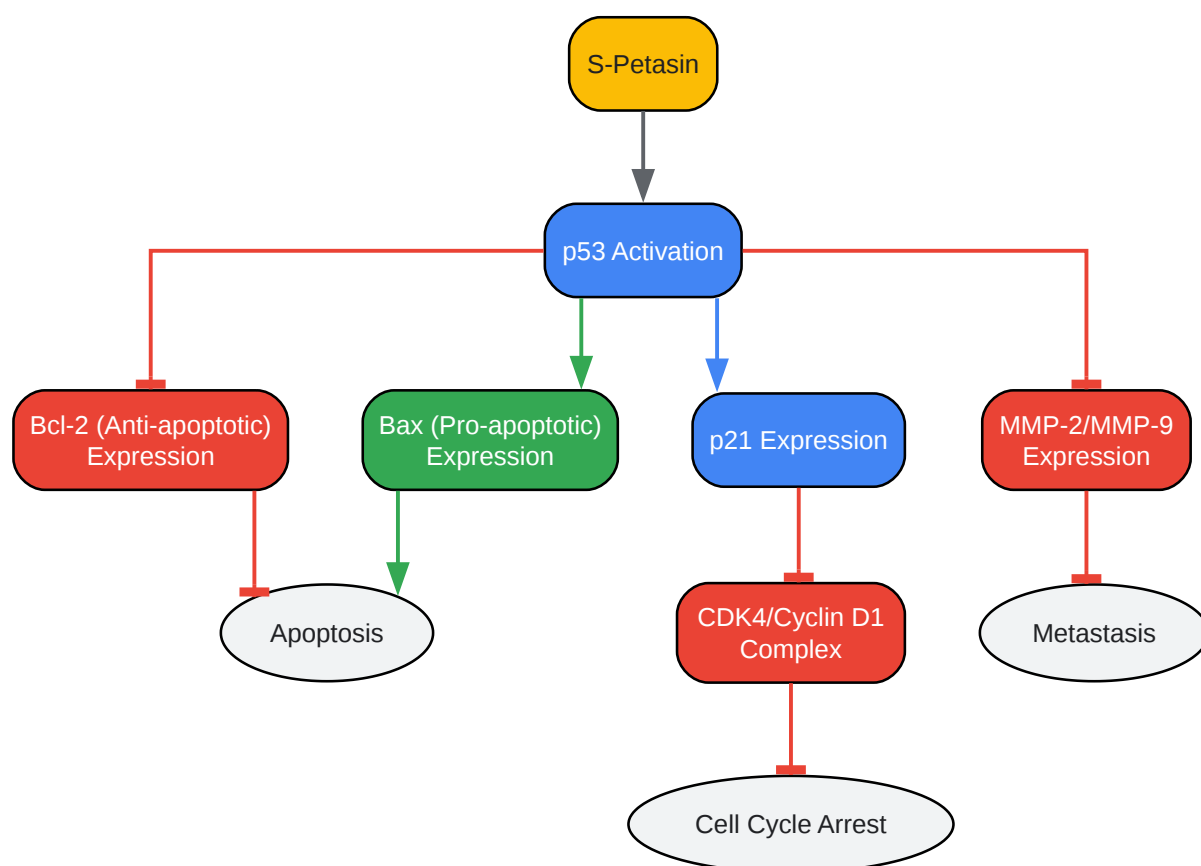 S-Petasin
p53 Activation
Bcl-2 (Anti-apoptotic)
Expression
Bax (Pro-apoptotic)
Expression
p21 Expression
MMP-2/MMP-9
Expression
Apoptosis
CDK4/Cyclin D1
Complex
Metastasis
Cell Cycle Arrest